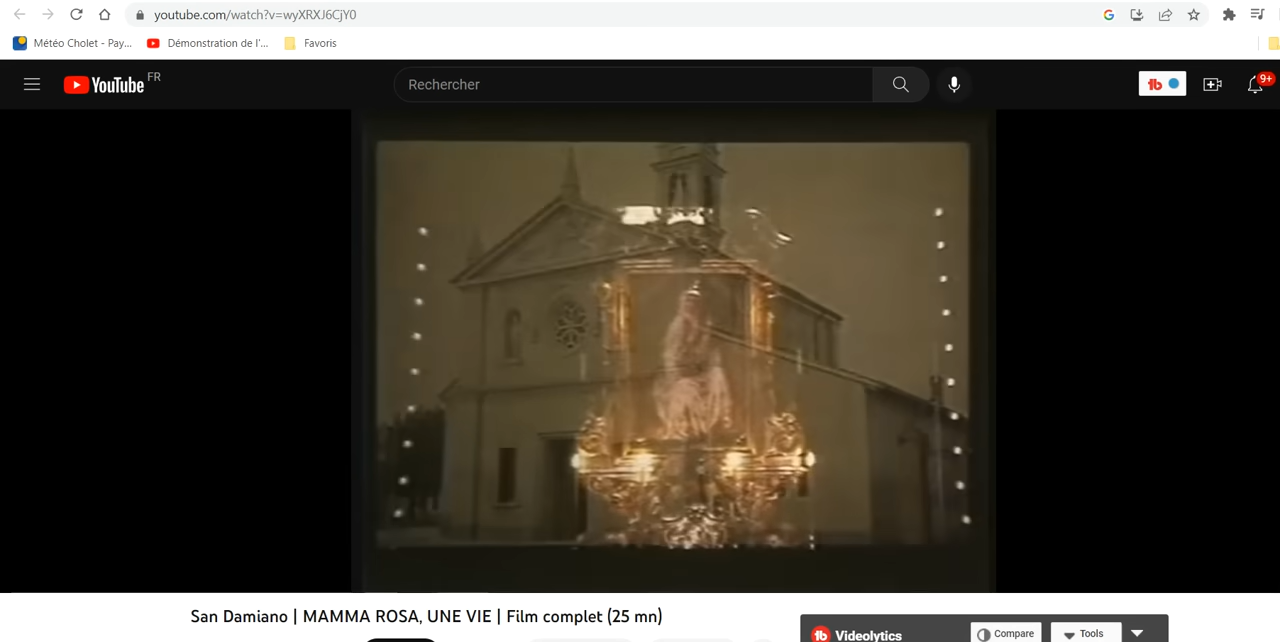 youtube.com/watch?v=wyXRXJ6CjY0
Météo Cholet - Pay... Démonstration de l'... Favoris
YouTube FR Rechercher 9+
San Damiano | MAMMA ROSA, UNE VIE | Film complet (25 mn)
Videolytics Compare Tools